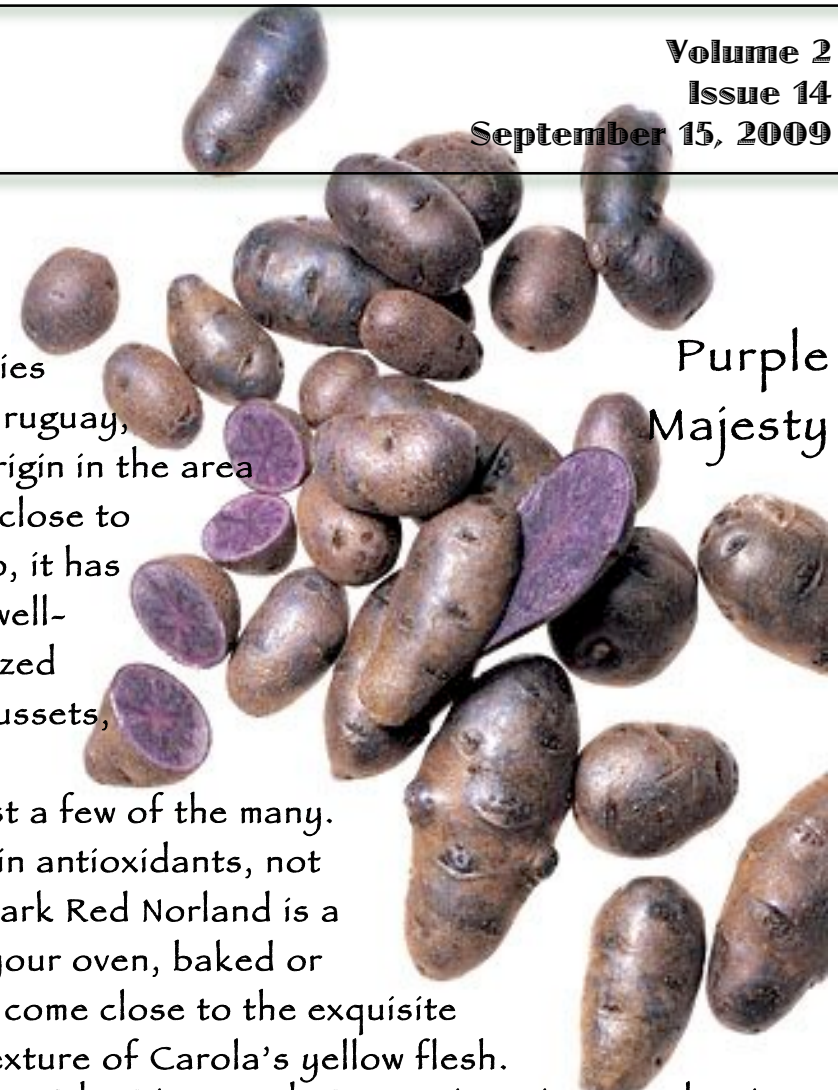 Volume 2
Issue 14
September 15, 2009
Purple
Majesty
ies
ruguay,
rigin in the area
close to
, it has
well-
zed
ussets,
st a few of the many.
in antioxidants, not
ark Red Norland is a
your oven, baked or
come close to the exquisite
exture of Carola's yellow flesh.